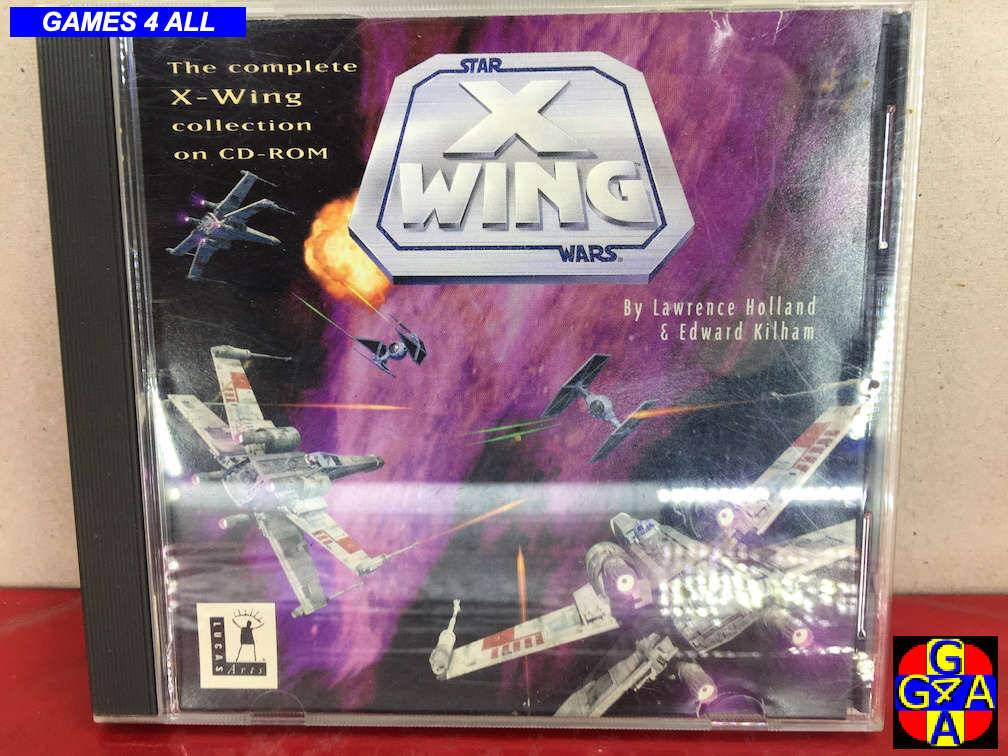 GAMES 4 ALL
The complete
X-Wing
collection
on CD-ROM
STAR
X
WING
WARS®
By Lawrence Holland
& Edward Kilham
LUCAS
Arts
G
G4A
A